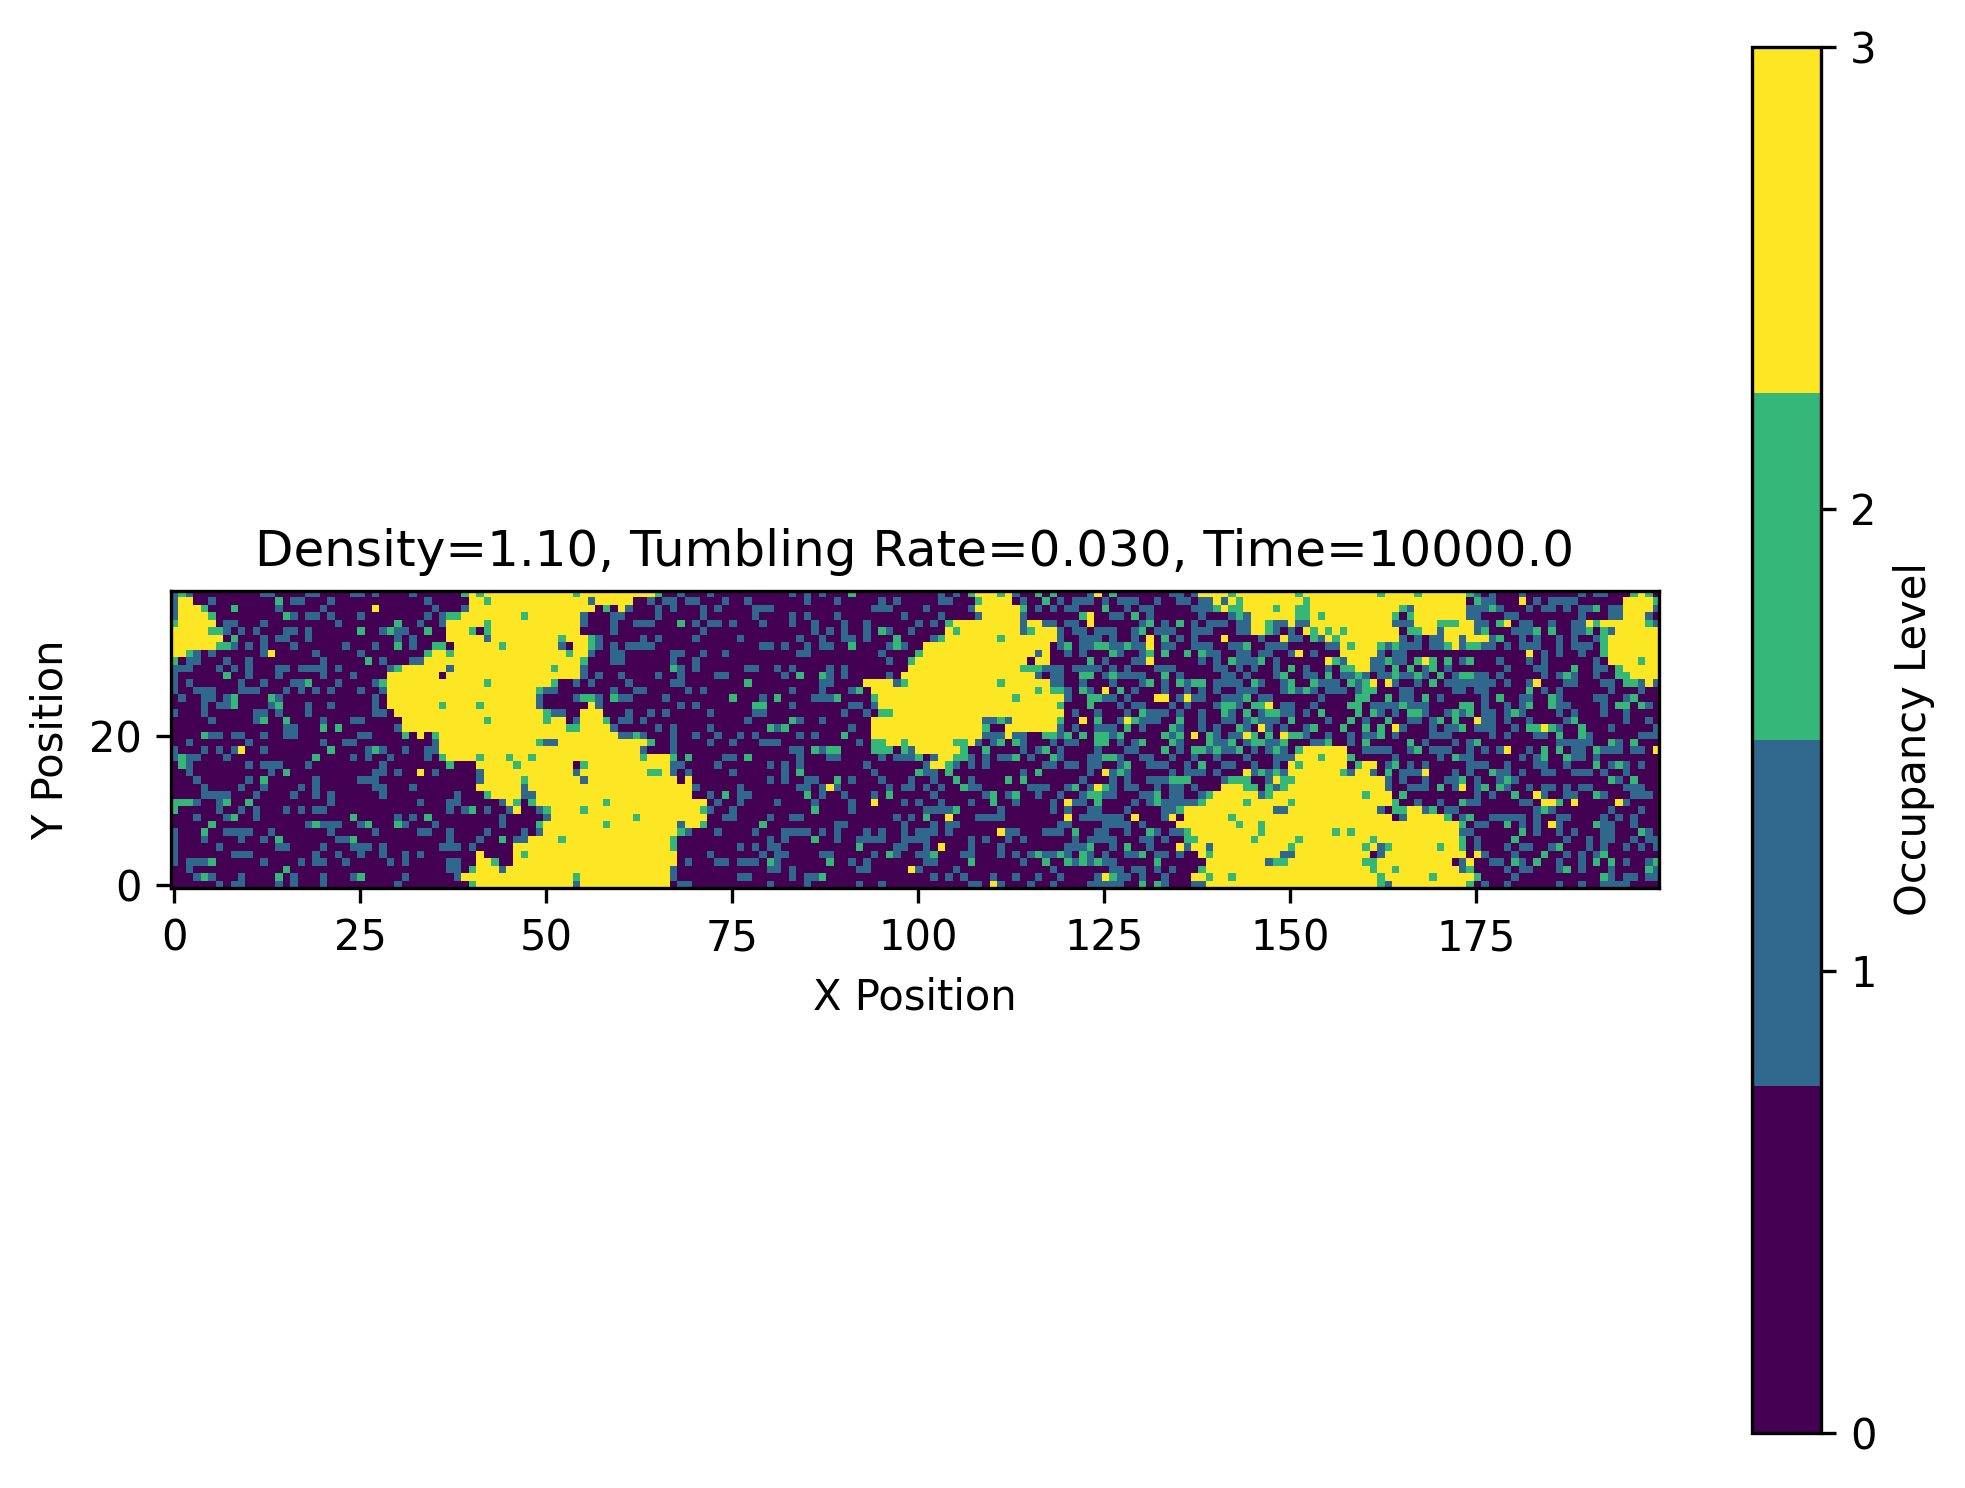 Density=1.10, Tumbling Rate=0.030, Time=10000.0
Y Position
20
0
0 25 50 75 100 125 150 175
X Position
3
2
1
0
Occupancy Level